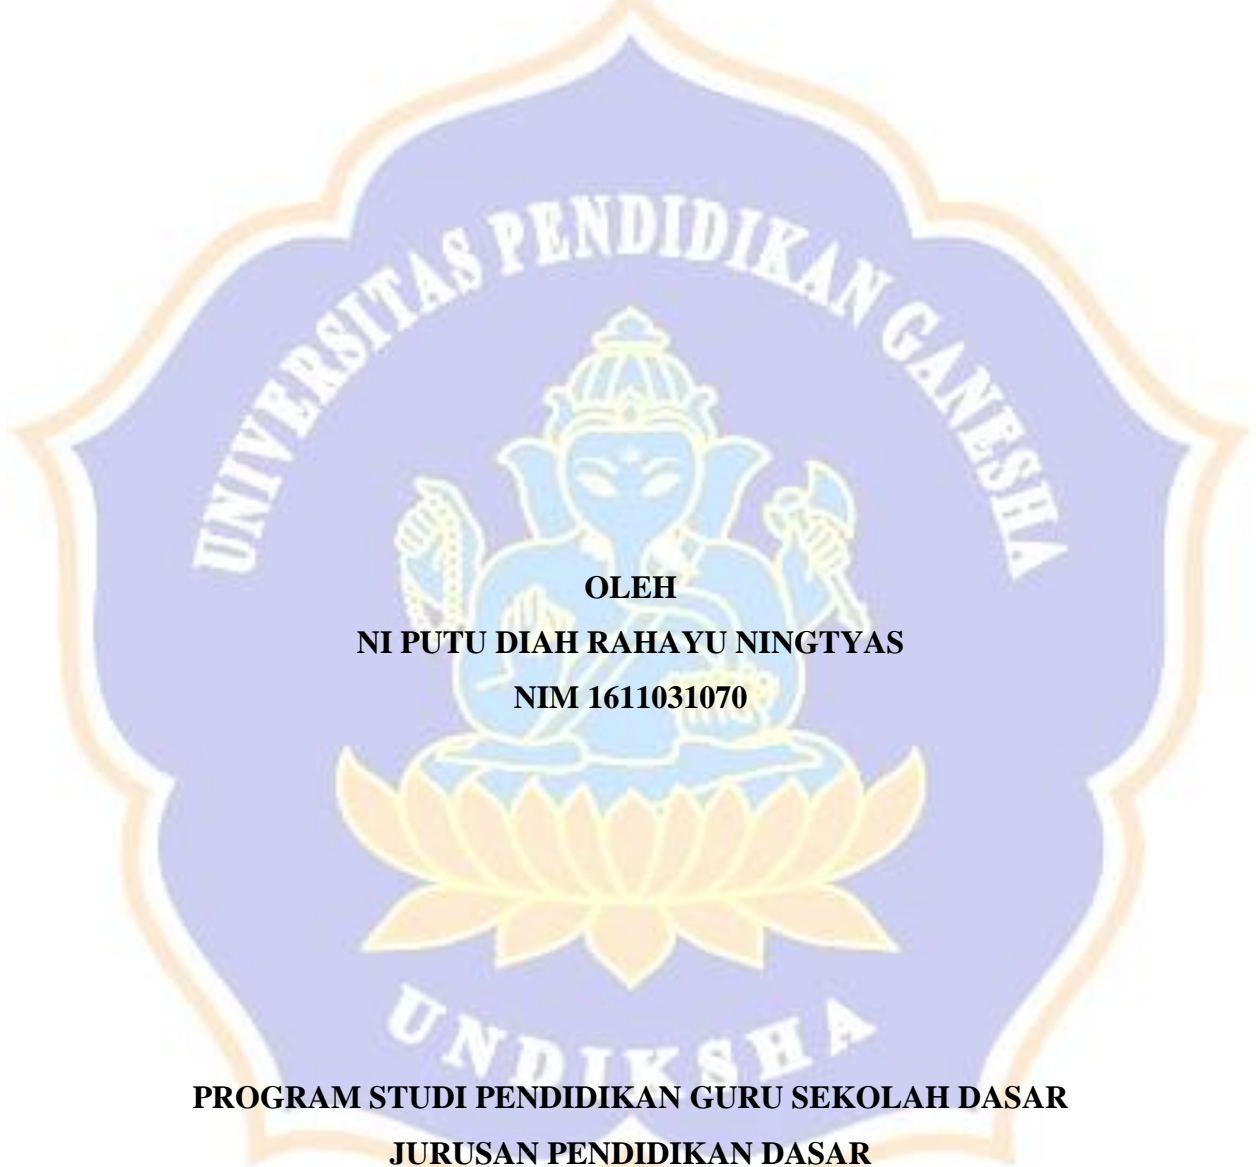 UNIVERSITAS PENDIDIKAN GANESHA
OLEH
NI PUTU DIAH RAHAYU NINGTYAS
NIM 1611031070
UNDIKSHA
PROGRAM STUDI PENDIDIKAN GURU SEKOLAH DASAR
JURUSAN PENDIDIKAN DASAR